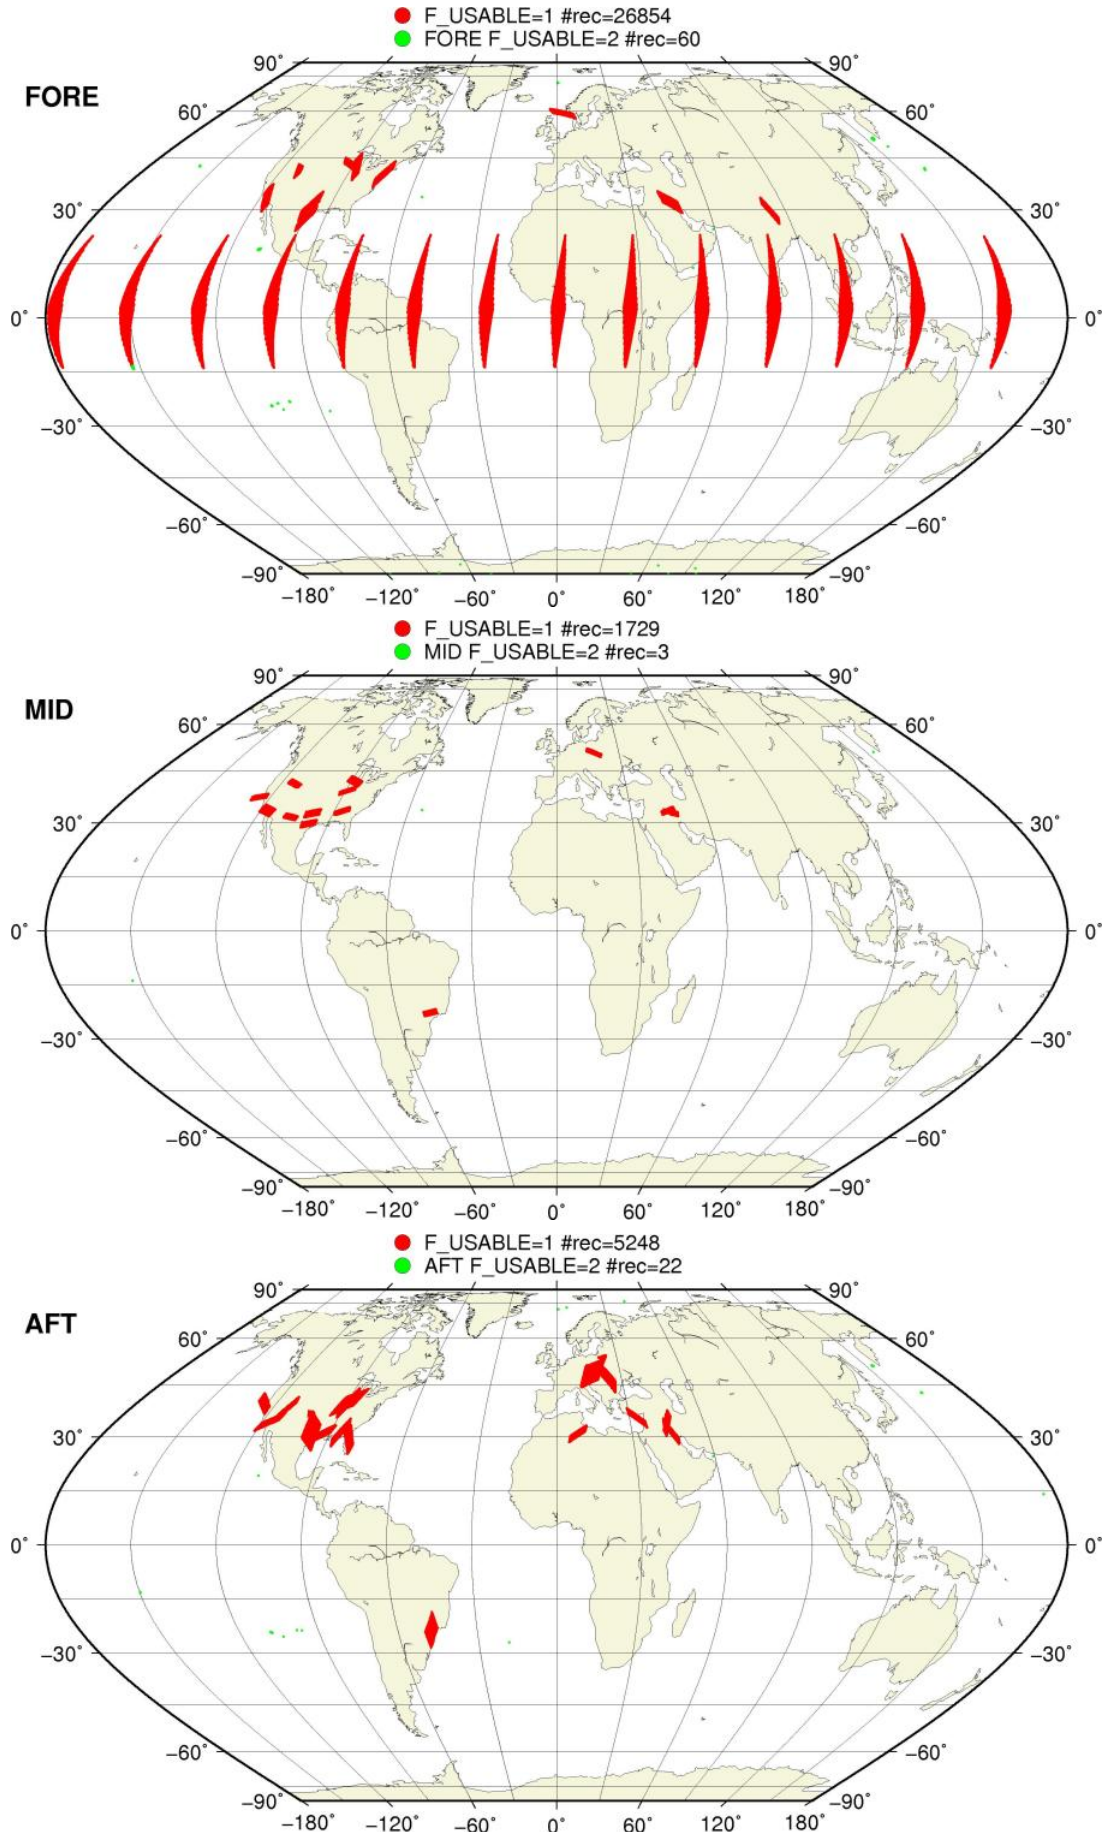 F_USABLE=1 #rec=26854
FORE F_USABLE=2 #rec=60
FORE
90° 90°
60° 60°
30° 30°
0° 0°
−30° −30°
−60° −60°
−90° −90°
−180° −120° −60° 0° 60° 120° 180°
F_USABLE=1 #rec=1729
MID F_USABLE=2 #rec=3
MID
90° 90°
60° 60°
30° 30°
0° 0°
−30° −30°
−60° −60°
−90° −90°
−180° −120° −60° 0° 60° 120° 180°
F_USABLE=1 #rec=5248
AFT F_USABLE=2 #rec=22
AFT
90° 90°
60° 60°
30° 30°
0° 0°
−30° −30°
−60° −60°
−90° −90°
−180° −120° −60° 0° 60° 120° 180°